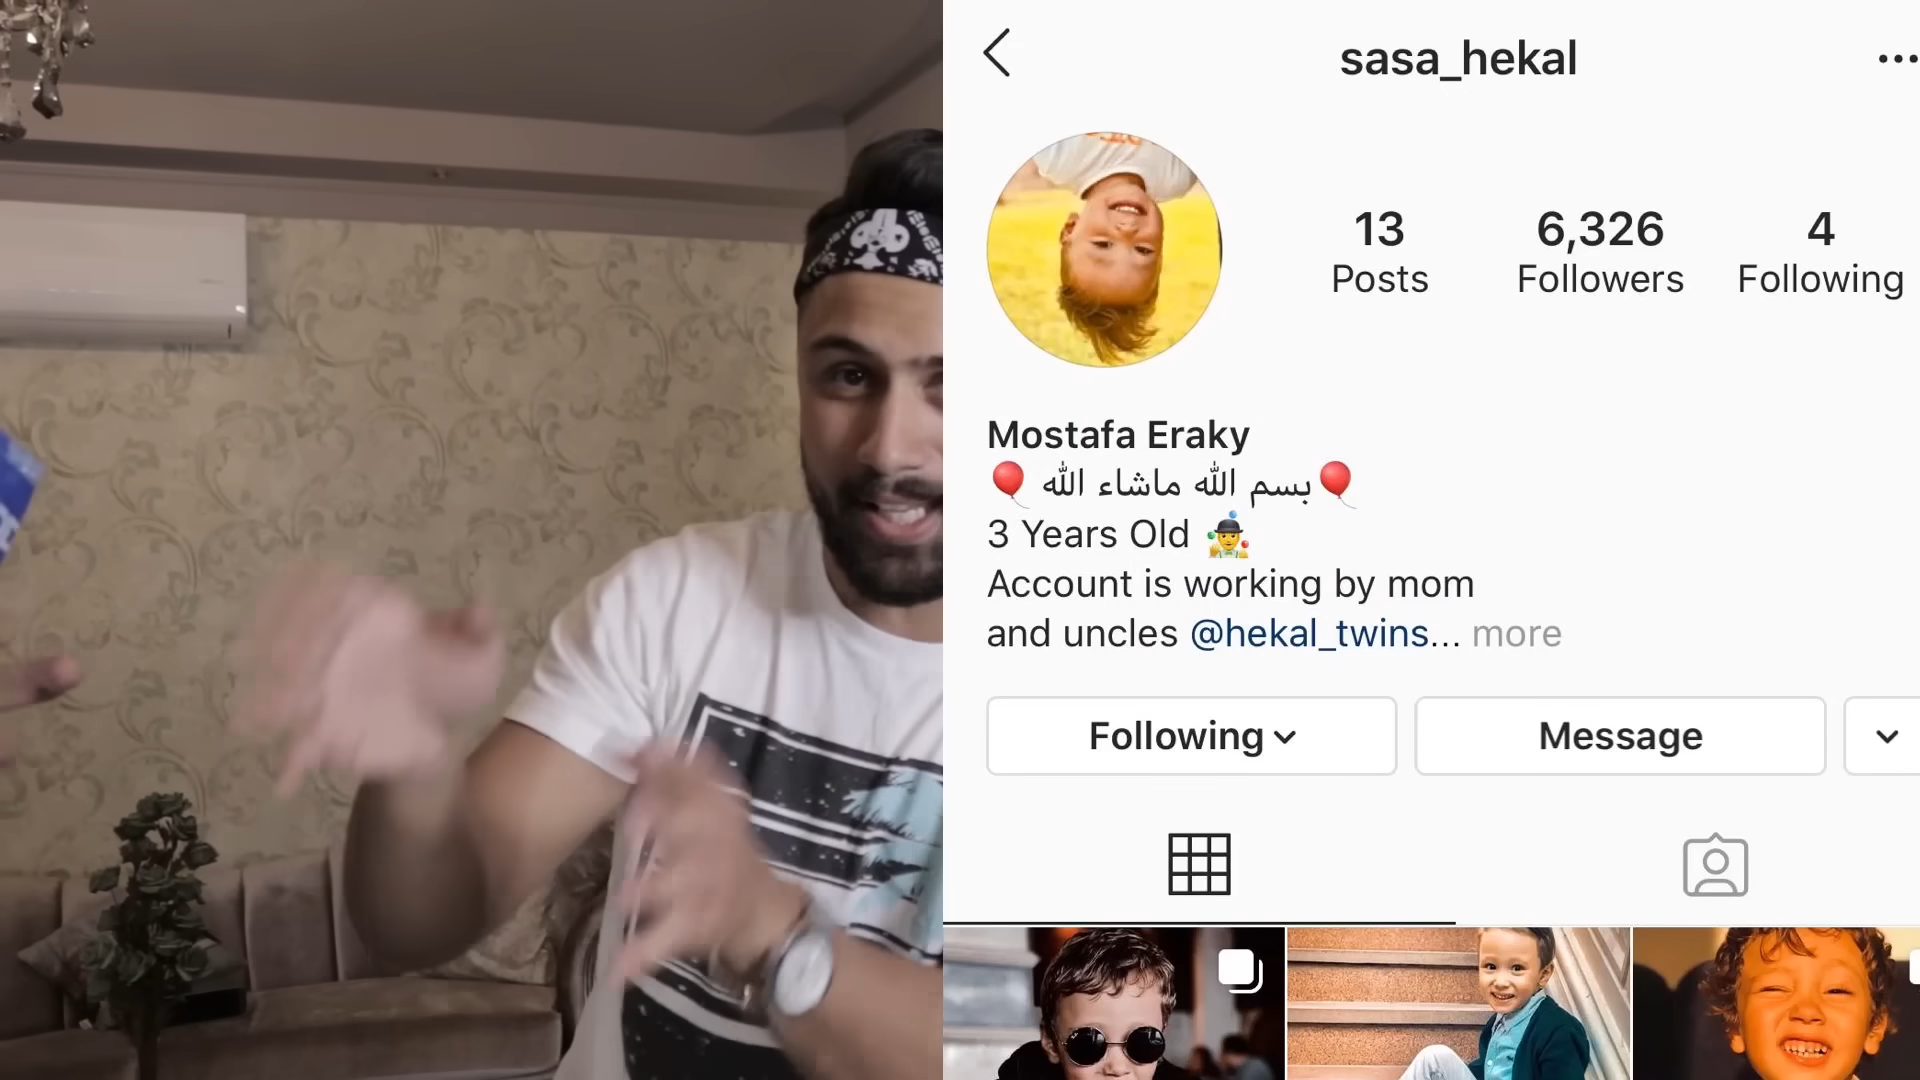 sasa_hekal
13 6,326 4
Posts Followers Following
Mostafa Eraky
🎈بسم الله ماشاء الله🎈
3 Years Old 🤹‍♂️
Account is working by mom
and uncles @hekal_twins... more
Following Message